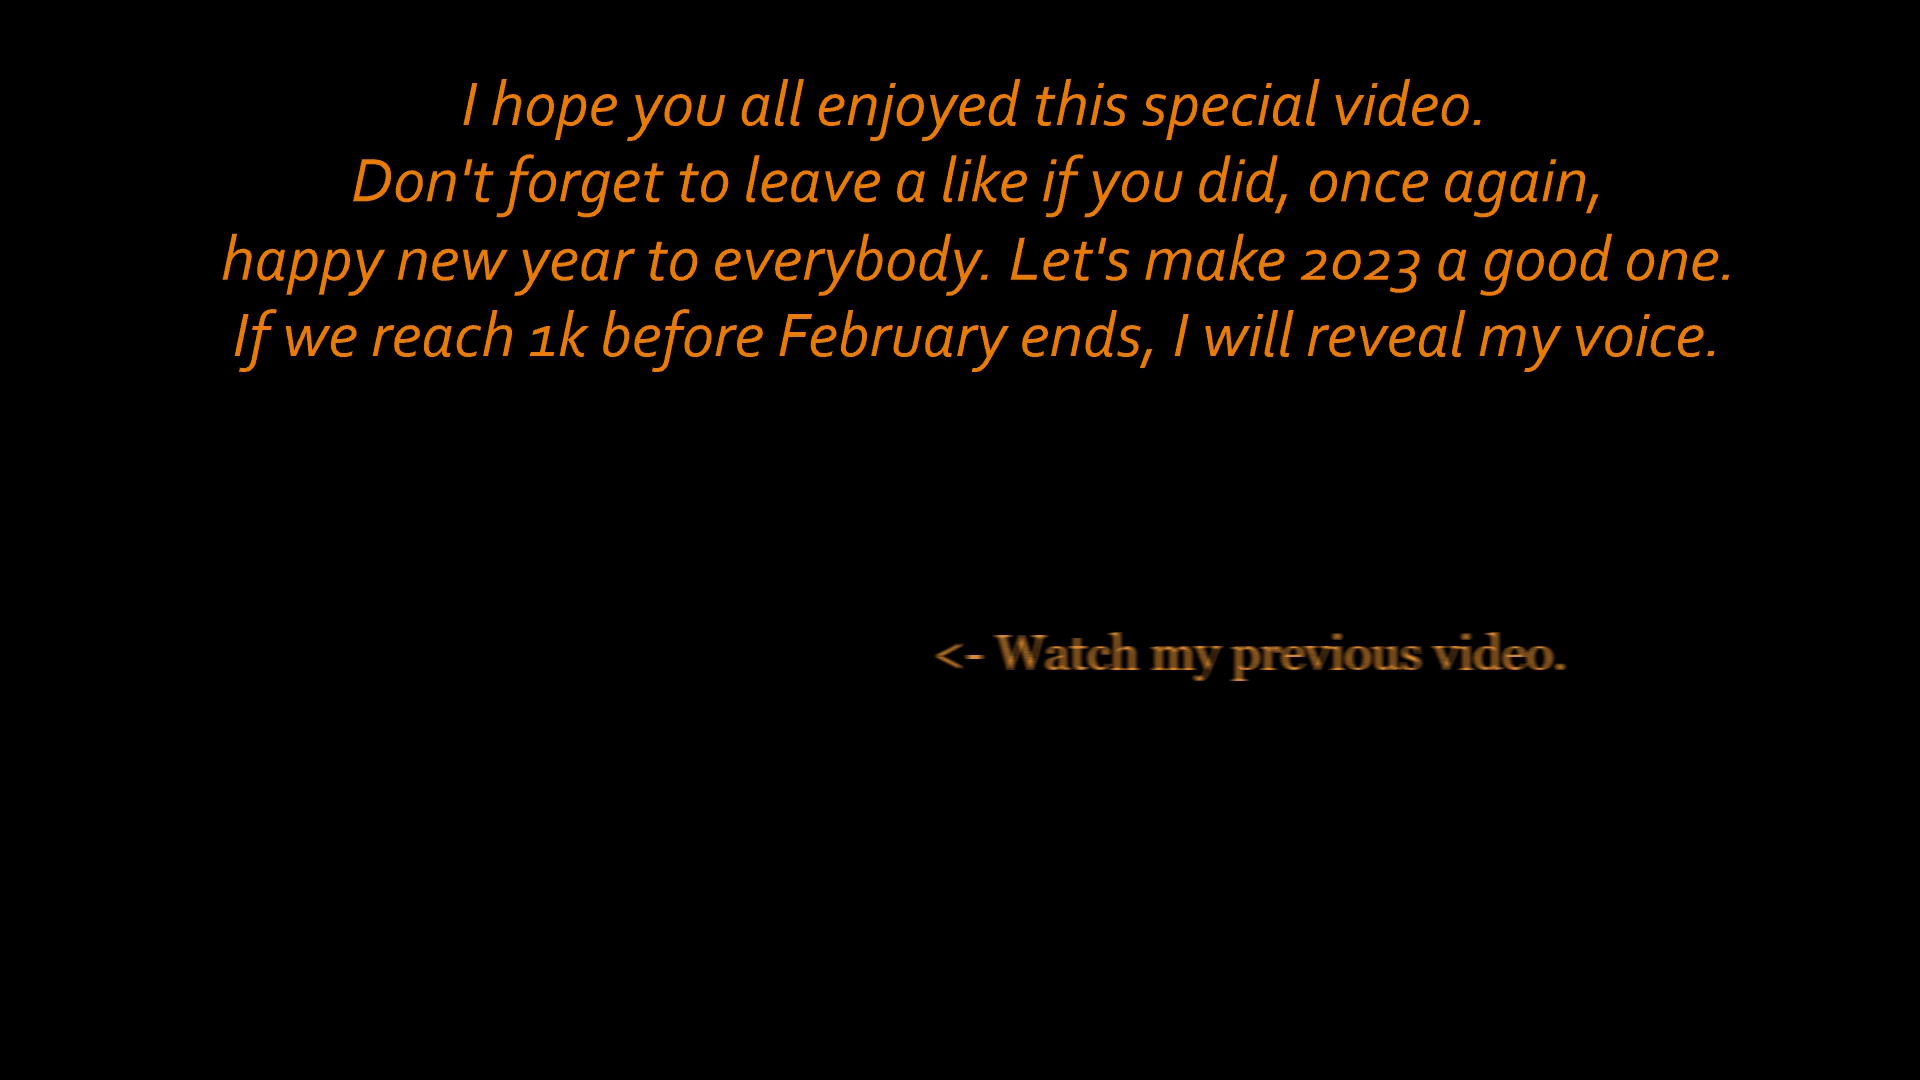 I hope you all enjoyed this special video.
Don't forget to leave a like if you did, once again,
happy new year to everybody. Let's make 2023 a good one.
If we reach 1k before February ends, I will reveal my voice.
<- Watch my previous video.